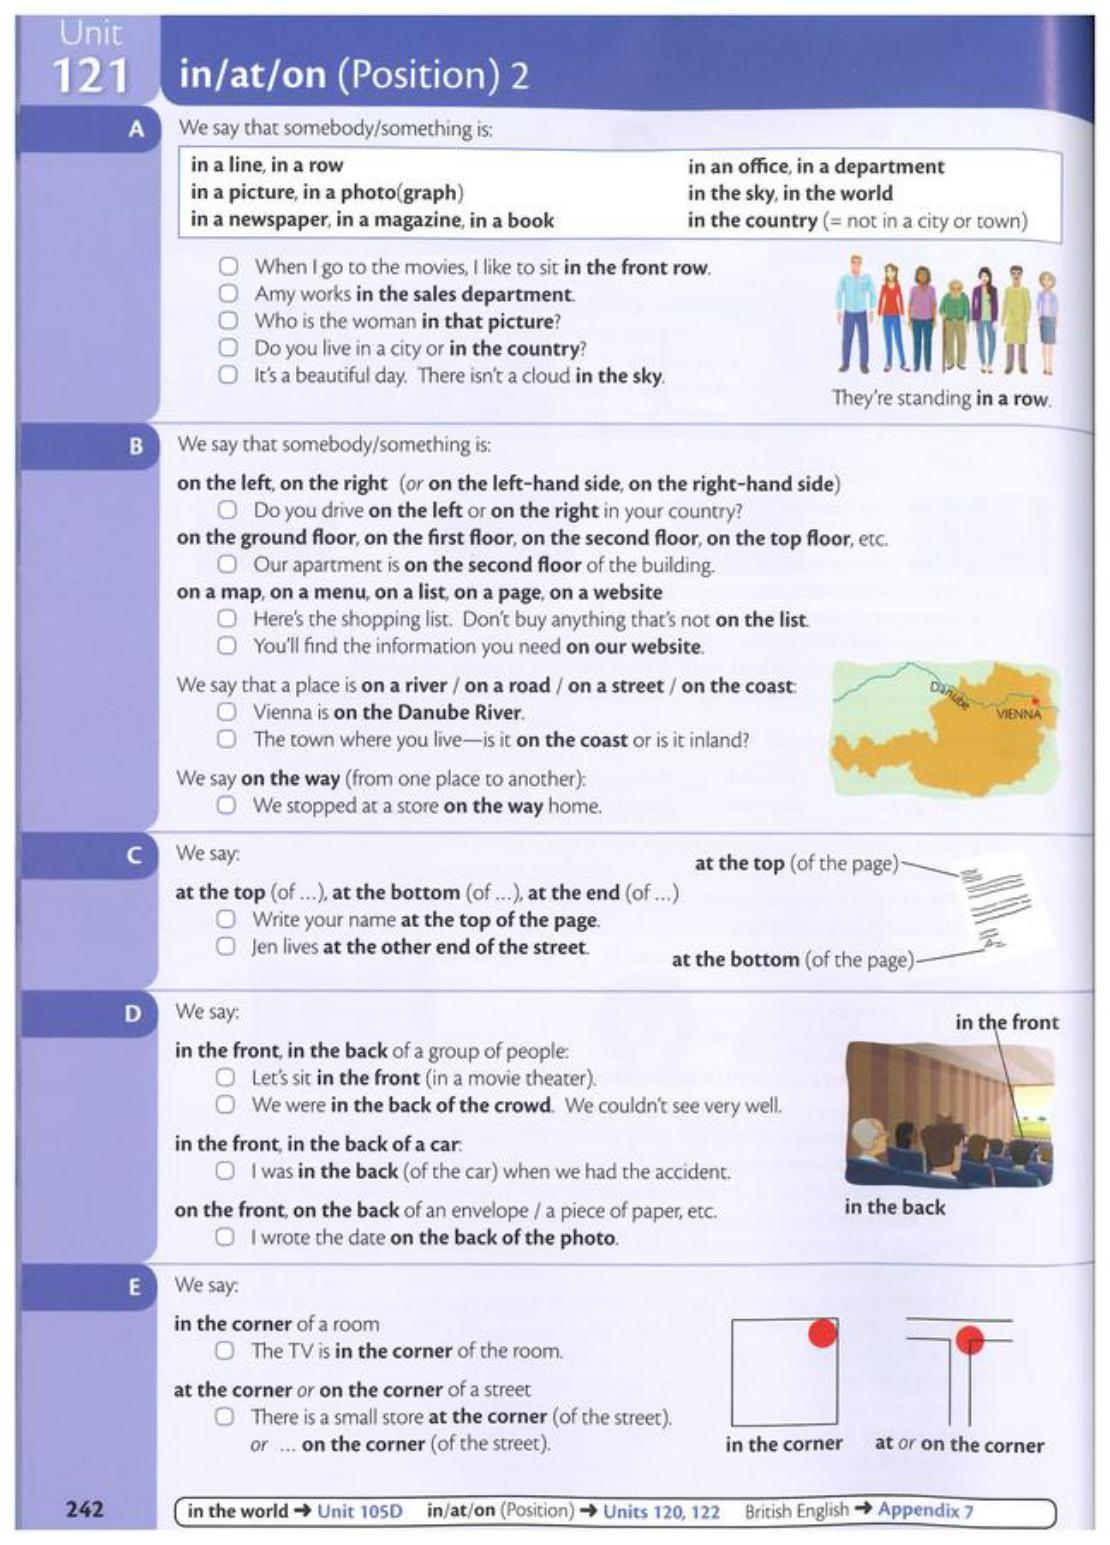 Unit
121
in/at/on (Position) 2
A
We say that somebody/something is:
in a line, in a row
in a picture, in a photo(graph)
in a newspaper, in a magazine, in a book
in an office, in a department
in the sky, in the world
in the country (= not in a city or town)
When I go to the movies, I like to sit in the front row.
Amy works in the sales department.
Who is the woman in that picture?
Do you live in a city or in the country?
It's a beautiful day. There isn't a cloud in the sky.
They're standing in a row.
B
We say that somebody/something is:
on the left, on the right (or on the left-hand side, on the right-hand side)
Do you drive on the left or on the right in your country?
on the ground floor, on the first floor, on the second floor, on the top floor, etc.
Our apartment is on the second floor of the building.
on a map, on a menu, on a list, on a page, on a website
Here's the shopping list. Don't buy anything that's not on the list.
You'll find the information you need on our website.
We say that a place is on a river / on a road / on a street / on the coast:
Vienna is on the Danube River.
The town where you live—is it on the coast or is it inland?
Danube
VIENNA
We say on the way (from one place to another):
We stopped at a store on the way home.
C
We say:
at the top (of ...), at the bottom (of ...), at the end (of ...)
Write your name at the top of the page.
Jen lives at the other end of the street.
at the top (of the page)
at the bottom (of the page)
D
We say:
in the front, in the back of a group of people:
Let's sit in the front (in a movie theater).
We were in the back of the crowd. We couldn't see very well.
in the front, in the back of a car:
I was in the back (of the car) when we had the accident.
on the front, on the back of an envelope / a piece of paper, etc.
I wrote the date on the back of the photo.
in the front
in the back
E
We say:
in the corner of a room
The TV is in the corner of the room.
at the corner or on the corner of a street
There is a small store at the corner (of the street).
or ... on the corner (of the street).
in the corner
at or on the corner
242
in the world ➜ Unit 105D in/at/on (Position) ➜ Units 120, 122 British English ➜ Appendix 7